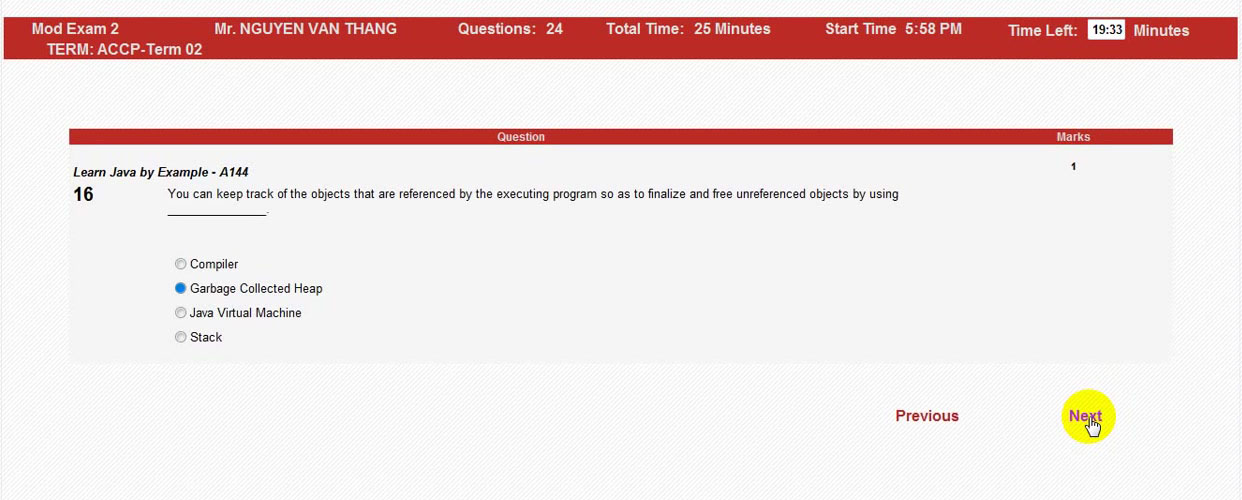 Mod Exam 2 Mr. NGUYEN VAN THANG Questions: 24 Total Time: 25 Minutes Start Time 5:58 PM Time Left: 19:33 Minutes
TERM: ACCP-Term 02
Question Marks
Learn Java by Example - A144 1
16 You can keep track of the objects that are referenced by the executing program so as to finalize and free unreferenced objects by using
_______________.
Compiler
Garbage Collected Heap
Java Virtual Machine
Stack
Previous Next